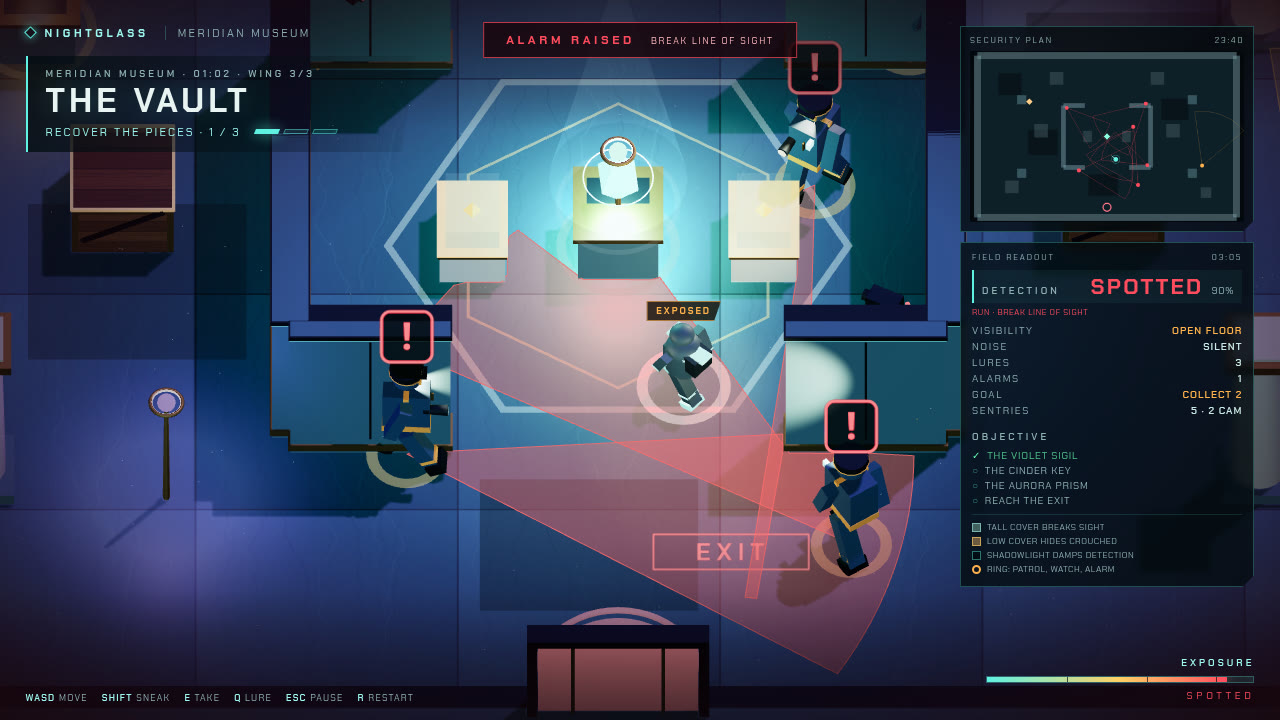 NIGHTGLASS MERIDIAN MUSEUM
MERIDIAN MUSEUM · 01:02 · WING 3/3
THE VAULT
RECOVER THE PIECES · 1 / 3
ALARM RAISED BREAK LINE OF SIGHT
!
!
!
EXPOSED
EXIT
SECURITY PLAN 23:40
FIELD READOUT 03:05
DETECTION SPOTTED 90%
RUN · BREAK LINE OF SIGHT
VISIBILITY OPEN FLOOR
NOISE SILENT
LURES 3
ALARMS 1
GOAL COLLECT 2
SENTRIES 5 · 2 CAM
OBJECTIVE
✓ THE VIOLET SIGIL
○ THE CINDER KEY
○ THE AURORA PRISM
○ REACH THE EXIT
TALL COVER BREAKS SIGHT
LOW COVER HIDES CROUCHED
SHADOWLIGHT DAMPS DETECTION
RING: PATROL, WATCH, ALARM
EXPOSURE
SPOTTED
WASD MOVE SHIFT SNEAK E TAKE Q LURE ESC PAUSE R RESTART